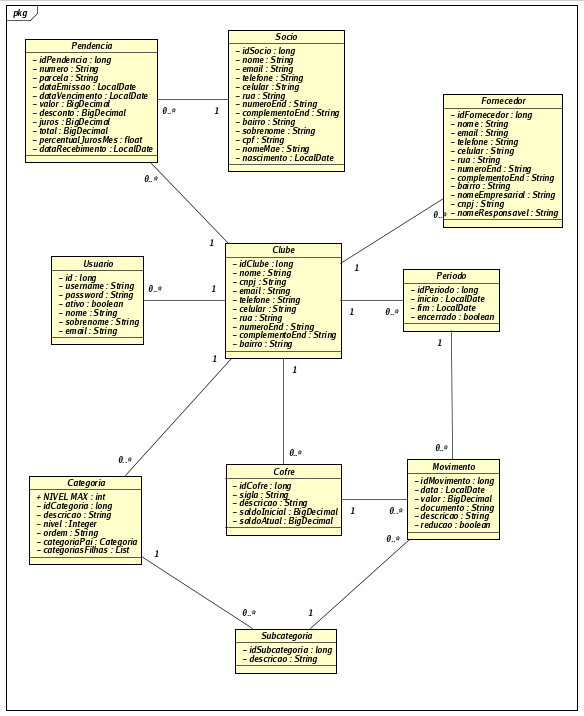 pkg
Pendencia
- idPendencia : long
- numero : String
- parcela : String
- dataEmissao : LocalDate
- dataVencimento : LocalDate
- valor : BigDecimal
- desconto : BigDecimal
- juros : BigDecimal
- total : BigDecimal
- percentualJurosMes : float
- dataRecebimento : LocalDate
0..*
1
Socio
- idSocio : long
- nome : String
- email : String
- telefone : String
- celular : String
- rua : String
- numeroEnd : String
- complementoEnd : String
- bairro : String
- sobrenome : String
- cpf : String
- nomeMae : String
- nascimento : LocalDate
Fornecedor
- idFornecedor : long
- nome : String
- email : String
- telefone : String
- celular : String
- rua : String
- numeroEnd : String
- complementoEnd : String
- bairro : String
- nomeEmpresarial : String
- cnpj : String
- nomeResponsavel : String
0..*
1
0..*
1
Usuario
- id : long
- username : String
- password : String
- ativo : boolean
- nome : String
- sobrenome : String
- email : String
0..*
1
Clube
- idClube : long
- nome : String
- cnpj : String
- email : String
- telefone : String
- celular : String
- rua : String
- numeroEnd : String
- complementoEnd : String
- bairro : String
1
0..*
Periodo
- idPeriodo : long
- inicio : LocalDate
- fim : LocalDate
- encerrado : boolean
1
0..*
1
0..*
1
0..*
Categoria
+ NIVEL MAX : int
- idCategoria : long
- descricao : String
- nivel : Integer
- ordem : String
- categoriaPai : Categoria
- categoriasFilhas : List
Cofre
- idCofre : long
- sigla : String
- descricao : String
- saldoInicial : BigDecimal
- saldoAtual : BigDecimal
1
0..*
Movimento
- idMovimento : long
- data : LocalDate
- valor : BigDecimal
- documento : String
- descricao : String
- reducao : boolean
0..*
1
1
0..*
Subcategoria
- idSubcategoria : long
- descricao : String